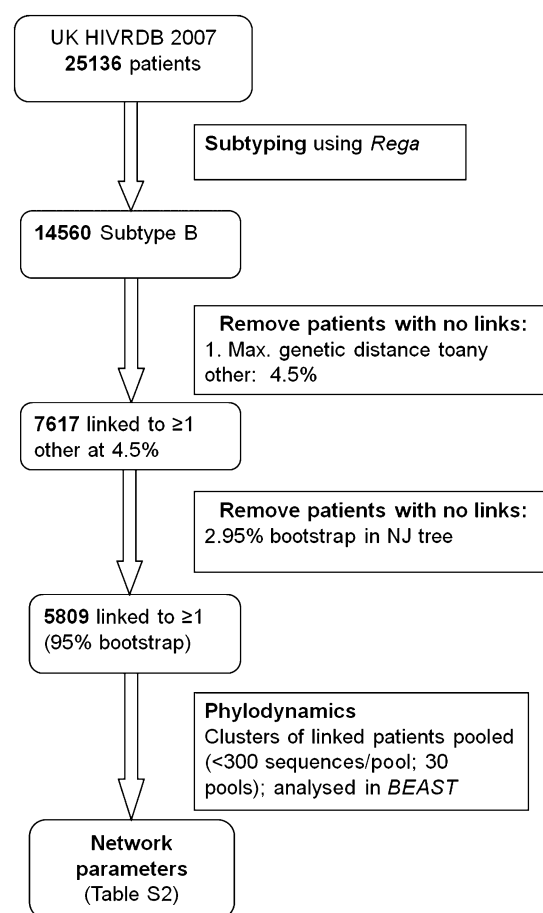 UK HIVRDB 2007
25136 patients
Subtyping using Rega
14560 Subtype B
Remove patients with no links:
1. Max. genetic distance toany
other: 4.5%
7617 linked to ≥1
other at 4.5%
Remove patients with no links:
2.95% bootstrap in NJ tree
5809 linked to ≥1
(95% bootstrap)
Phylodynamics
Clusters of linked patients pooled
(<300 sequences/pool; 30
pools); analysed in BEAST
Network
parameters
(Table S2)